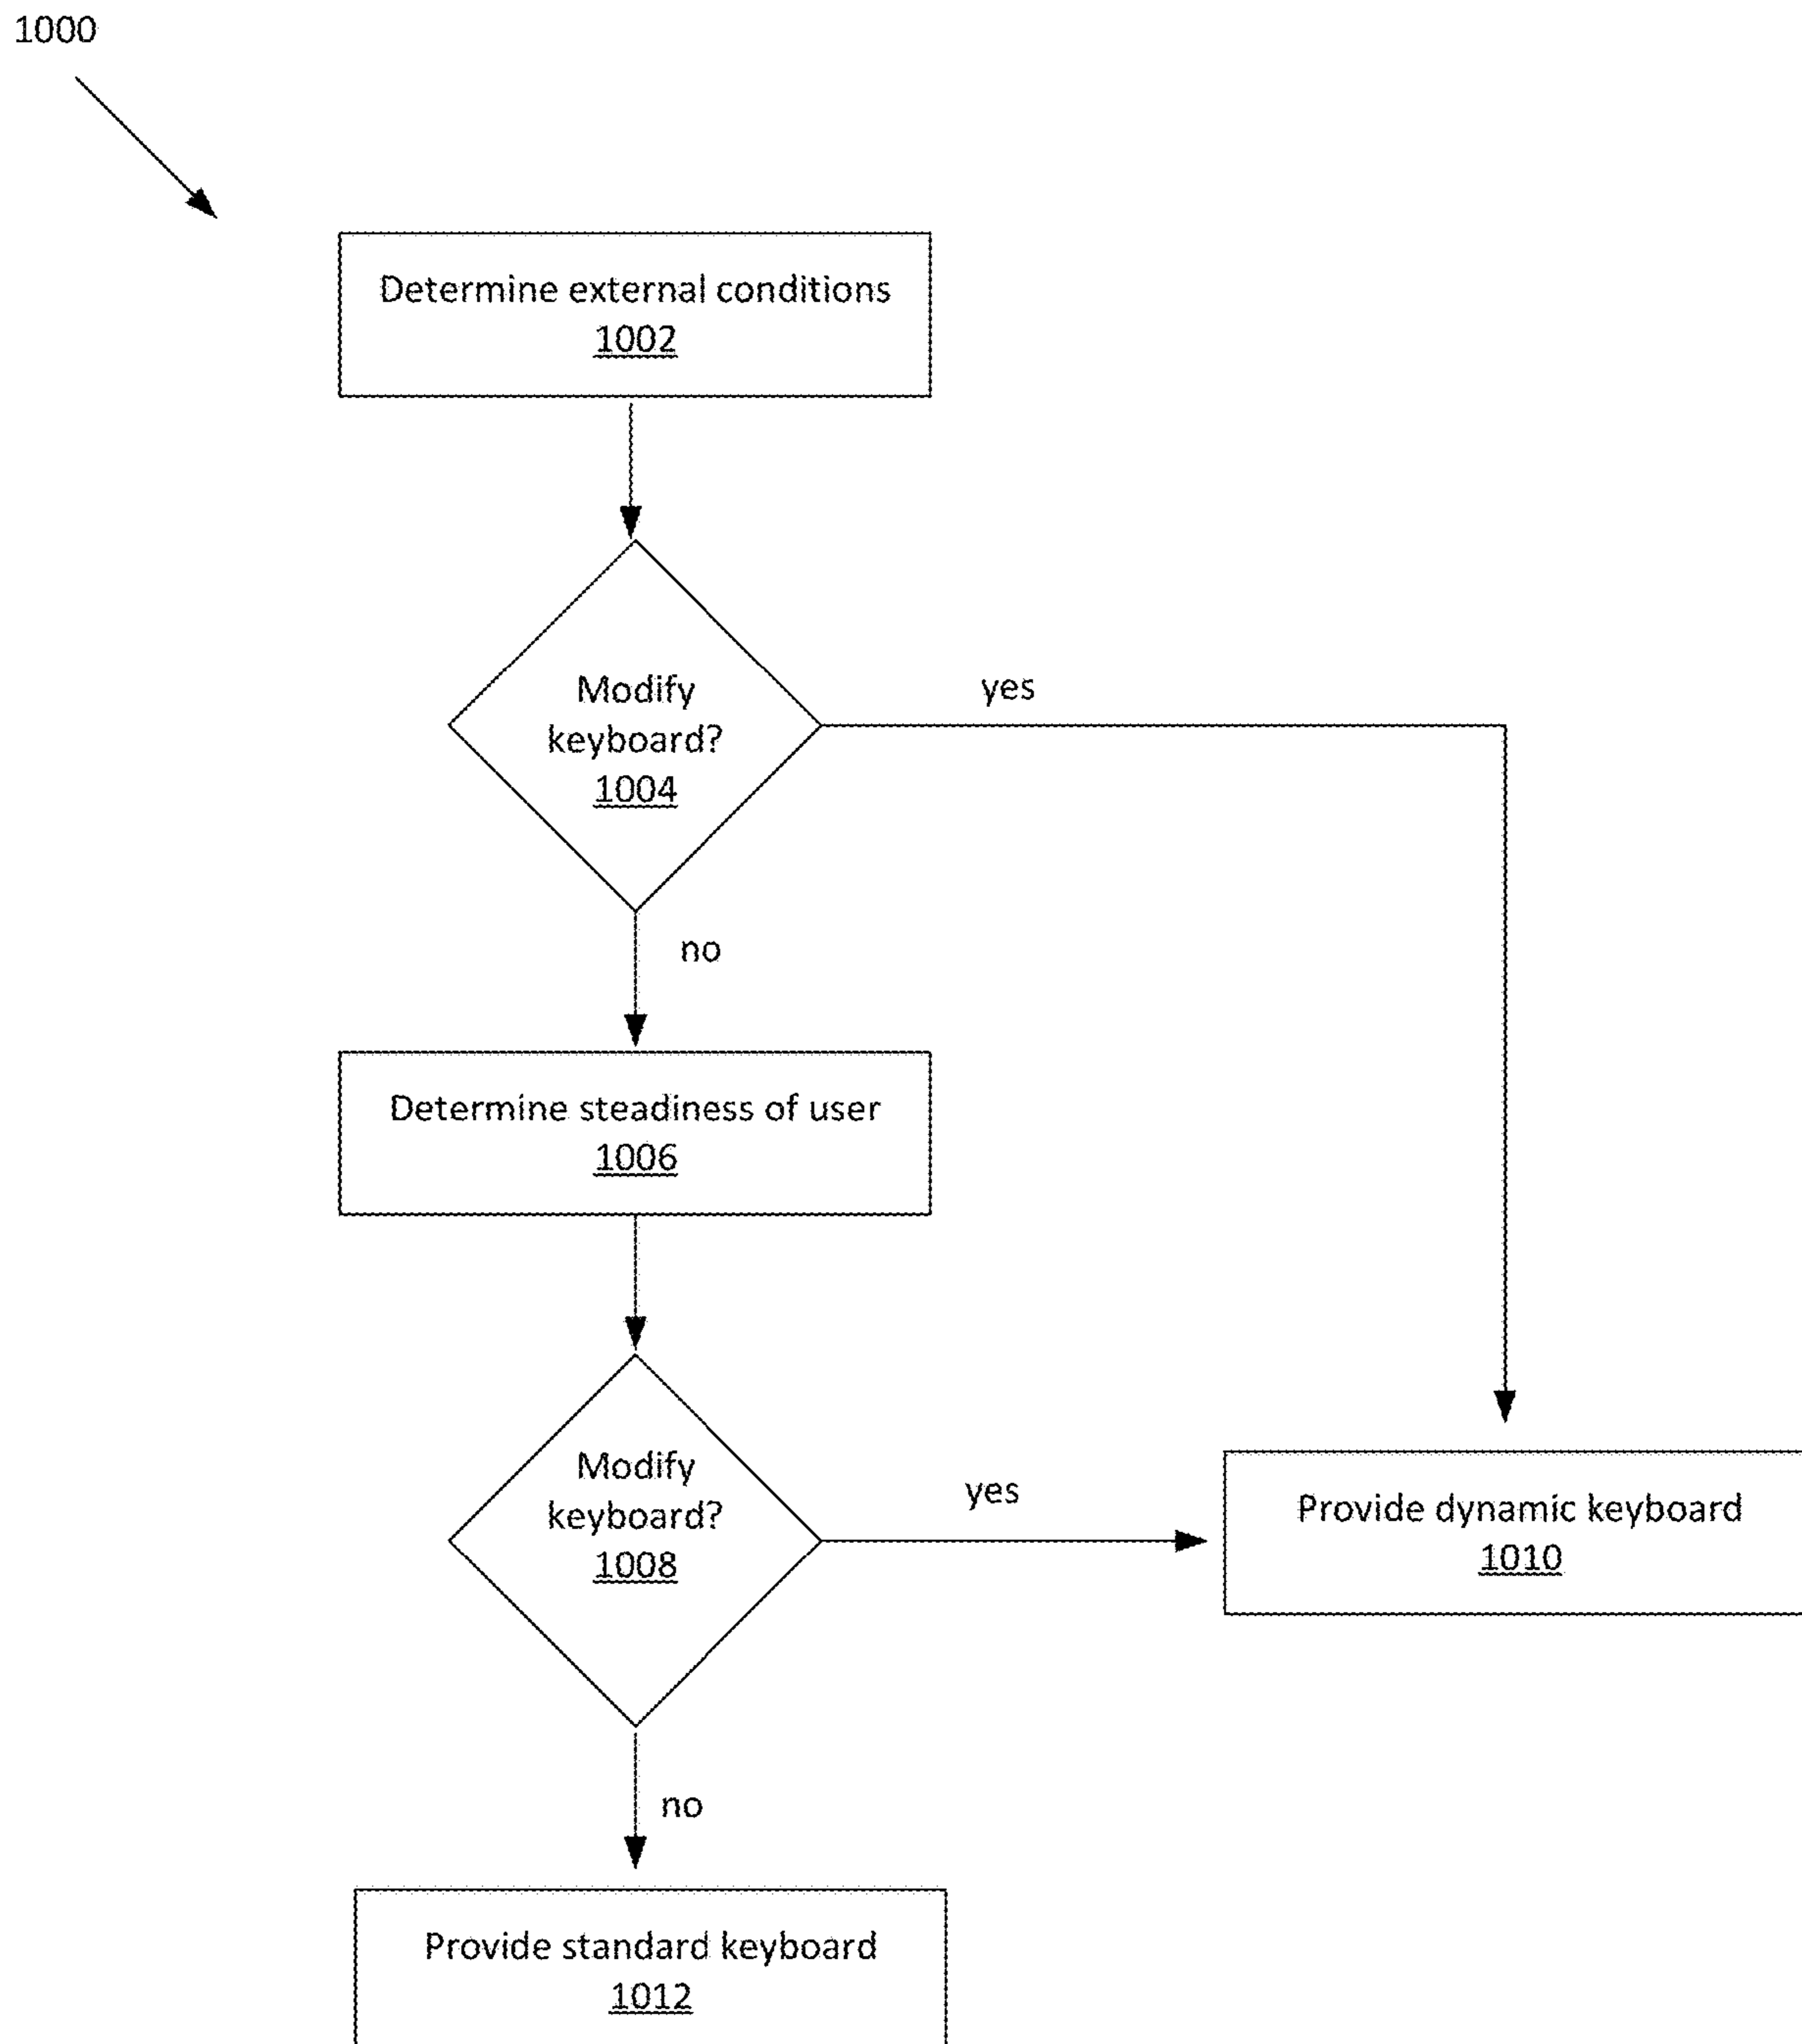 1000
Determine external conditions
1002
Modify
keyboard?
1004
yes
no
Determine steadiness of user
1006
Modify
keyboard?
1008
yes
Provide dynamic keyboard
1010
no
Provide standard keyboard
1012